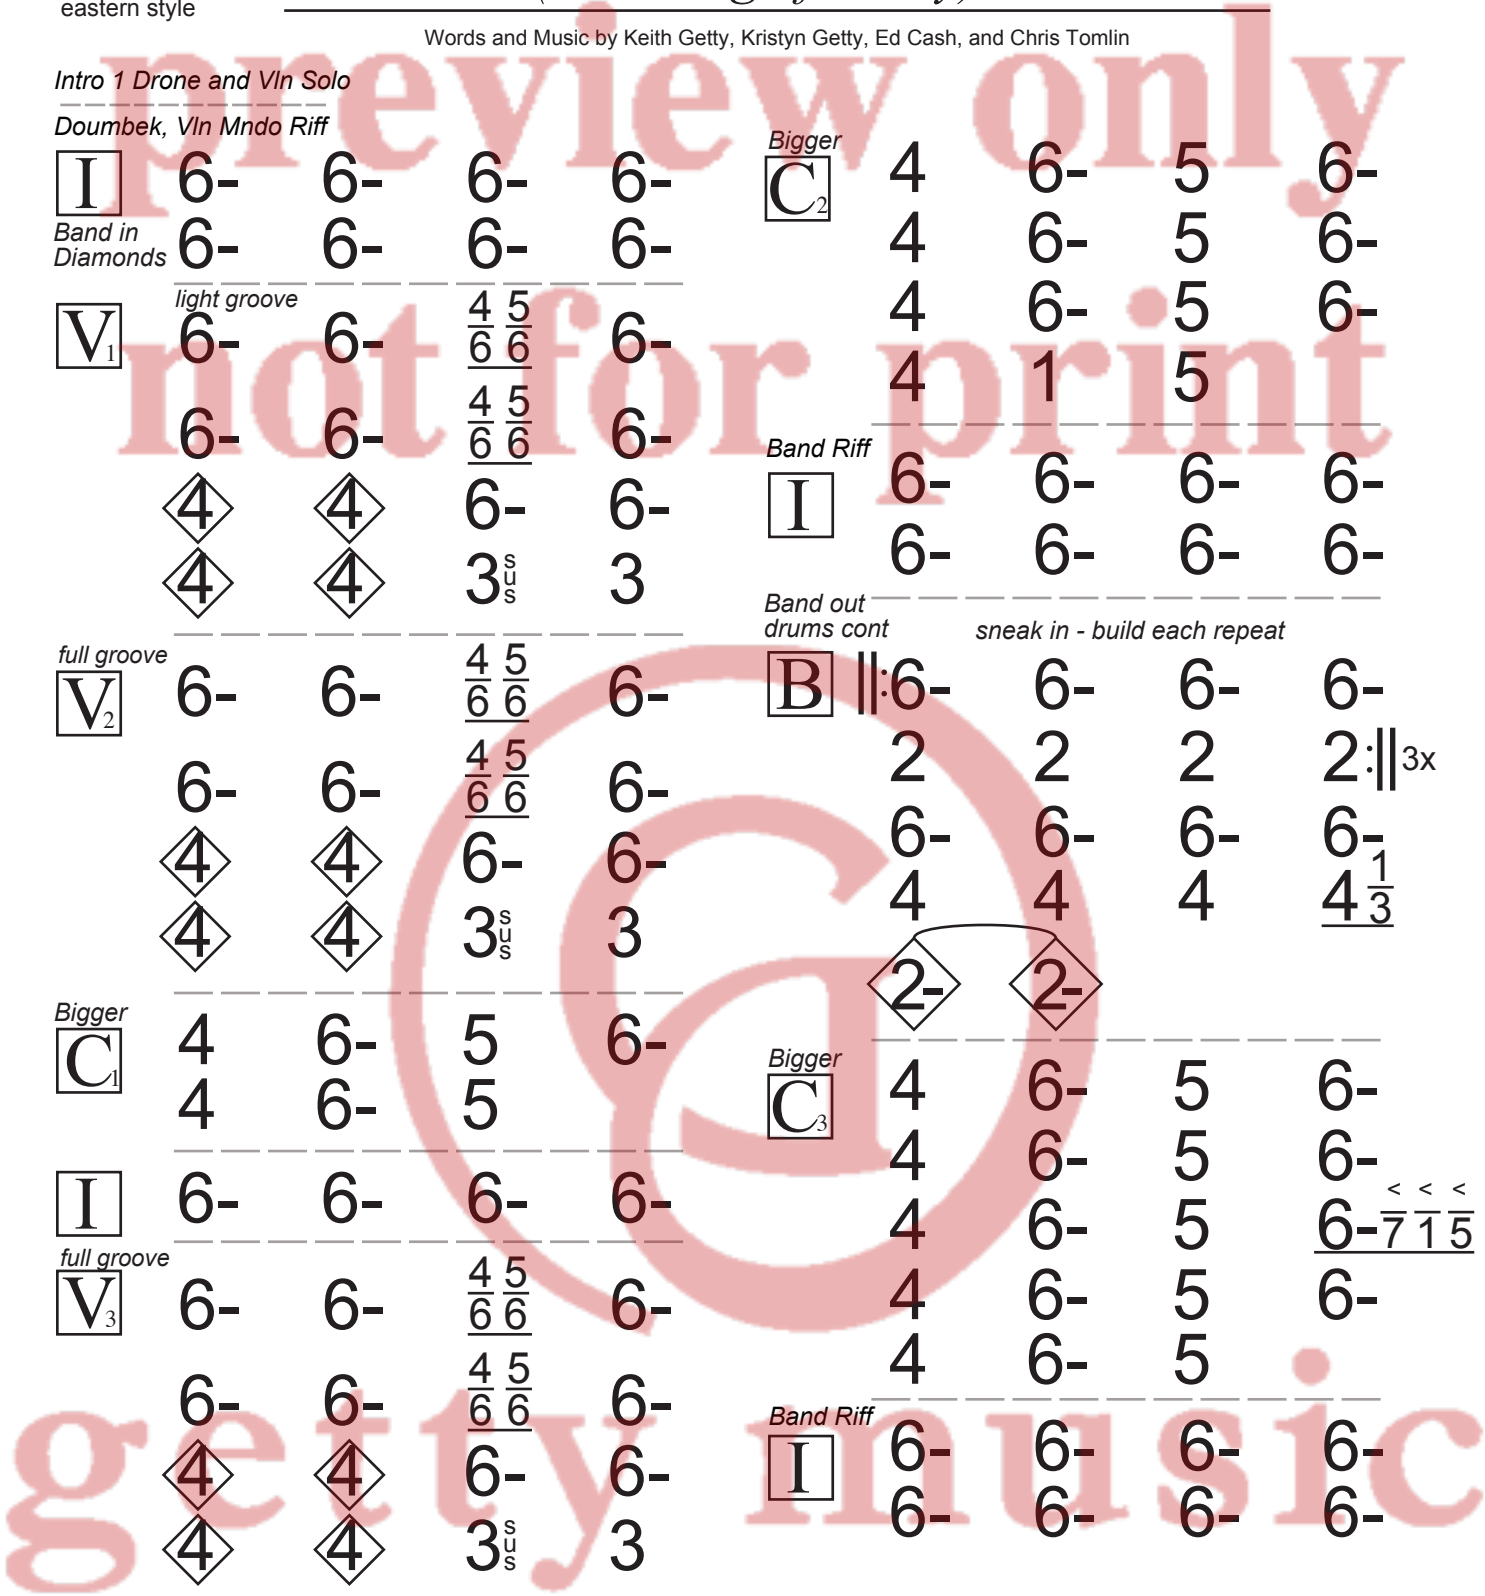 eastern style
Words and Music by Keith Getty, Kristyn Getty, Ed Cash, and Chris Tomlin
Intro 1 Drone and Vln Solo
Doumbek, Vln Mndo Riff
I 6- 6- 6- 6-
Band in
Diamonds 6- 6- 6- 6-
light groove
V1 6- 6- 4/6 5/6 6-
6- 6- 4/6 5/6 6-
4 4 6- 6-
4 4 3sus 3
full groove
V2 6- 6- 4/6 5/6 6-
6- 6- 4/6 5/6 6-
4 4 6- 6-
4 4 3sus 3
Bigger
C1 4 6- 5 6-
4 6- 5
I 6- 6- 6- 6-
full groove
V3 6- 6- 4/6 5/6 6-
6- 6- 4/6 5/6 6-
4 4 6- 6-
4 4 3sus 3
Bigger
C2 4 6- 5 6-
4 6- 5 6-
4 6- 5 6-
4 1 5
Band Riff
I 6- 6- 6- 6-
6- 6- 6- 6-
Band out
drums cont
sneak in - build each repeat
B ||: 6- 6- 6- 6-
2 2 2 2 :|| 3x
6- 6- 6- 6-
4 4 4 4 1/3
2- 2-
Bigger
C3 4 6- 5 6-
4 6- 5 6-
< < <
4 6- 5 6- /7 /1 /5
4 6- 5 6-
4 6- 5
Band Riff
I 6- 6- 6- 6-
6- 6- 6- 6-
preview only
not for print
getty music